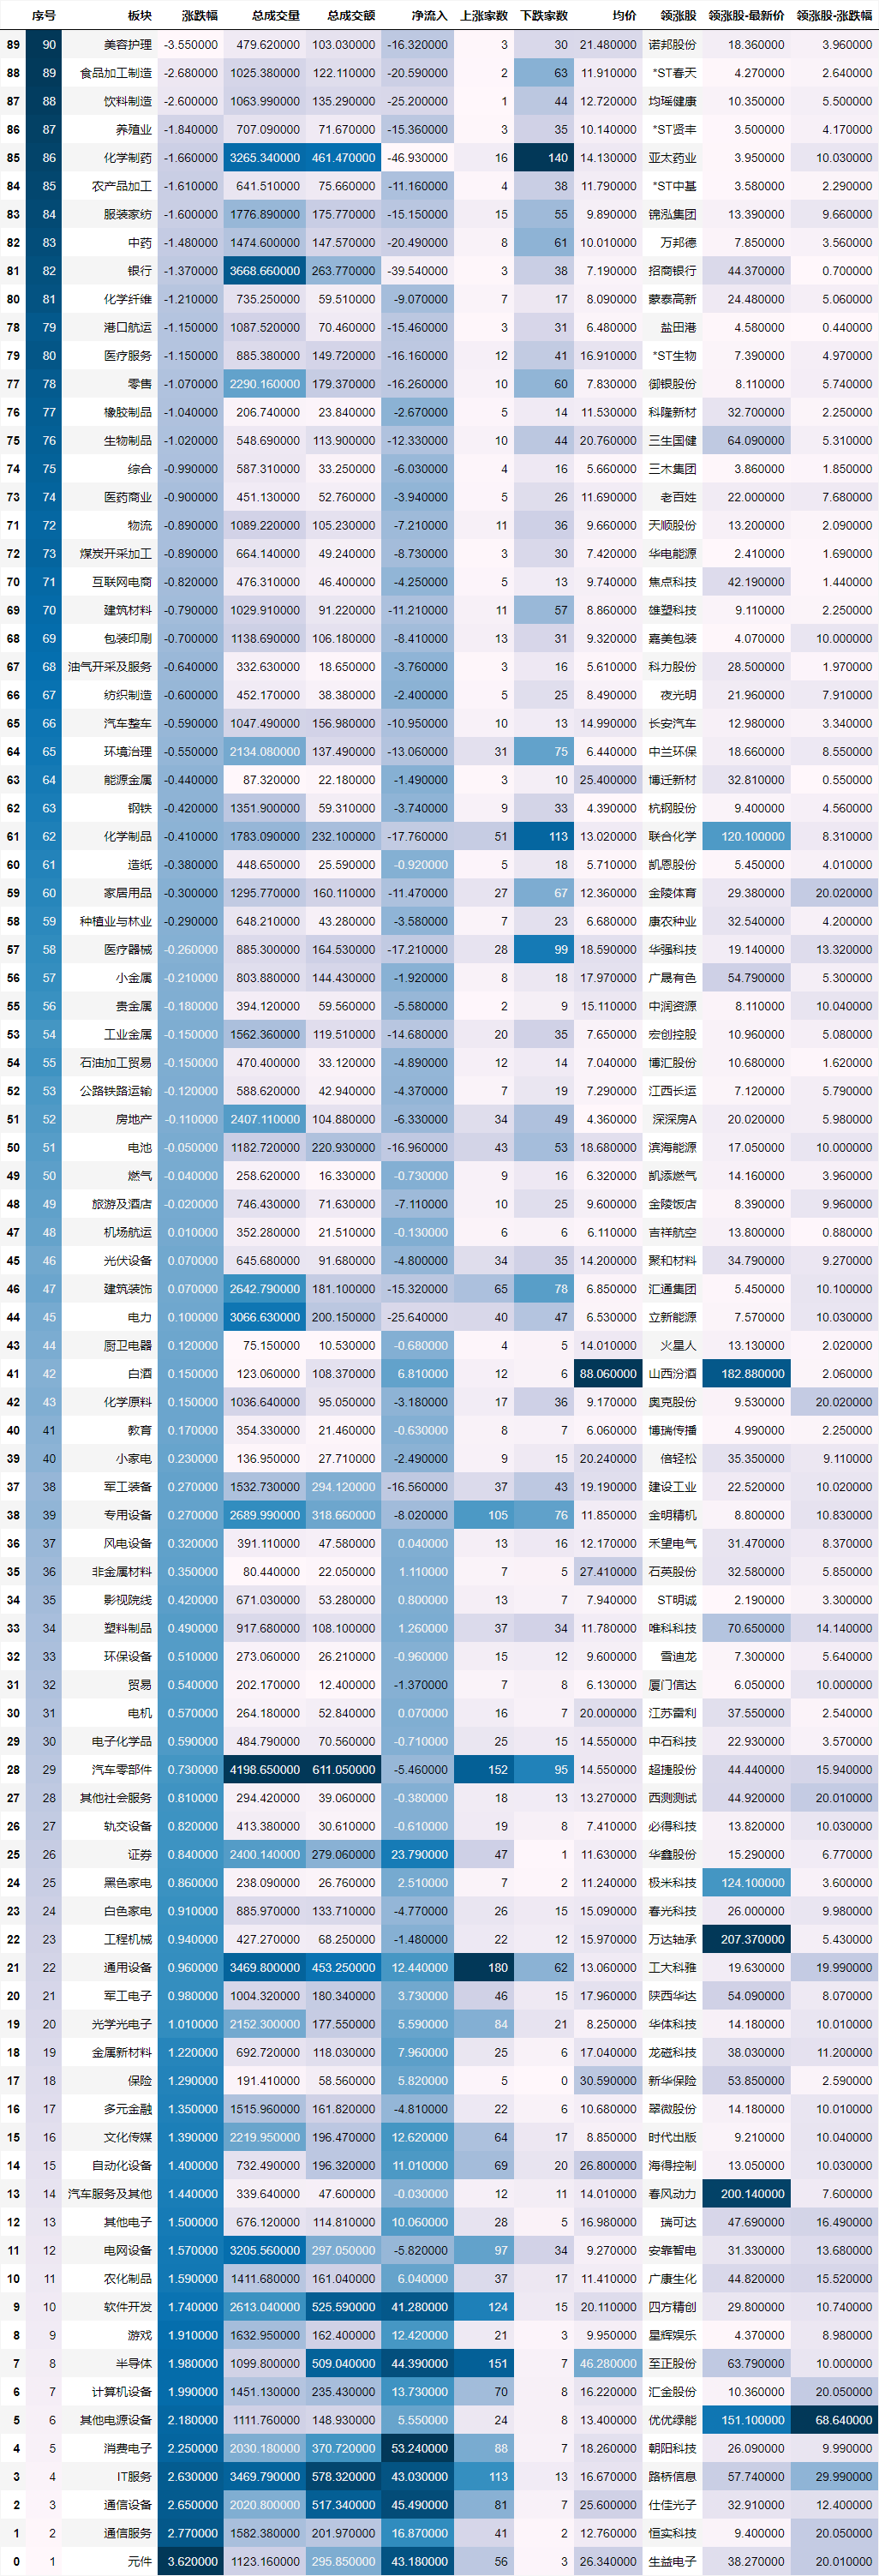 序号 板块 涨跌幅 总成交量 总成交额 净流入 上涨家数 下跌家数 均价 领涨股 领涨股-最新价 领涨股-涨跌幅
89 90 美容护理 -3.550000 479.620000 103.030000 -16.320000 3 30 21.480000 诺邦股份 18.360000 3.960000
88 89 食品加工制造 -2.680000 1025.380000 122.110000 -20.590000 2 63 11.910000 *ST春天 4.270000 2.640000
87 88 饮料制造 -2.600000 1063.990000 135.290000 -25.200000 1 44 12.720000 均瑶健康 10.350000 5.500000
86 87 养殖业 -1.840000 707.090000 71.670000 -15.360000 3 35 10.140000 *ST贤丰 3.500000 4.170000
85 86 化学制药 -1.660000 3265.340000 461.470000 -46.930000 16 140 14.130000 亚太药业 3.950000 10.030000
84 85 农产品加工 -1.610000 641.510000 75.660000 -11.160000 4 38 11.790000 *ST中基 3.580000 2.290000
83 84 服装家纺 -1.600000 1776.890000 175.770000 -15.150000 15 55 9.890000 锦泓集团 13.390000 9.660000
82 83 中药 -1.480000 1474.600000 147.570000 -20.490000 8 61 10.010000 万邦德 7.850000 3.560000
81 82 银行 -1.370000 3668.660000 263.770000 -39.540000 3 38 7.190000 招商银行 44.370000 0.700000
80 81 化学纤维 -1.210000 735.250000 59.510000 -9.070000 7 17 8.090000 蒙泰高新 24.480000 5.060000
78 79 港口航运 -1.150000 1087.520000 70.460000 -15.460000 3 31 6.480000 盐田港 4.580000 0.440000
79 80 医疗服务 -1.150000 885.380000 149.720000 -16.160000 12 41 16.910000 *ST生物 7.390000 4.970000
77 78 零售 -1.070000 2290.160000 179.370000 -16.260000 10 60 7.830000 御银股份 8.110000 5.740000
76 77 橡胶制品 -1.040000 206.740000 23.840000 -2.670000 5 14 11.530000 科隆新材 32.700000 2.250000
75 76 生物制品 -1.020000 548.690000 113.900000 -12.330000 10 44 20.760000 三生国健 64.090000 5.310000
74 75 综合 -0.990000 587.310000 33.250000 -6.030000 4 16 5.660000 三木集团 3.860000 1.850000
73 74 医药商业 -0.900000 451.130000 52.760000 -3.940000 5 26 11.690000 老百姓 22.000000 7.680000
71 72 物流 -0.890000 1089.220000 105.230000 -7.210000 11 36 9.660000 天顺股份 13.200000 2.090000
72 73 煤炭开采加工 -0.890000 664.140000 49.240000 -8.730000 3 30 7.420000 华电能源 2.410000 1.690000
70 71 互联网电商 -0.820000 476.310000 46.400000 -4.250000 5 13 9.740000 焦点科技 42.190000 1.440000
69 70 建筑材料 -0.790000 1029.910000 91.220000 -11.210000 11 57 8.860000 雄塑科技 9.110000 2.250000
68 69 包装印刷 -0.700000 1138.690000 106.180000 -8.410000 13 31 9.320000 嘉美包装 4.070000 10.000000
67 68 油气开采及服务 -0.640000 332.630000 18.650000 -3.760000 3 16 5.610000 科力股份 28.500000 1.970000
66 67 纺织制造 -0.600000 452.170000 38.380000 -2.400000 5 25 8.490000 夜光明 21.960000 7.910000
65 66 汽车整车 -0.590000 1047.490000 156.980000 -10.950000 10 13 14.990000 长安汽车 12.980000 3.340000
64 65 环境治理 -0.550000 2134.080000 137.490000 -13.060000 31 75 6.440000 中兰环保 18.660000 8.550000
63 64 能源金属 -0.440000 87.320000 22.180000 -1.490000 3 10 25.400000 博迁新材 32.810000 0.550000
62 63 钢铁 -0.420000 1351.900000 59.310000 -3.740000 9 33 4.390000 杭钢股份 9.400000 4.560000
61 62 化学制品 -0.410000 1783.090000 232.100000 -17.760000 51 113 13.020000 联合化学 120.100000 8.310000
60 61 造纸 -0.380000 448.650000 25.590000 -0.920000 5 18 5.710000 凯恩股份 5.450000 4.010000
59 60 家居用品 -0.300000 1295.770000 160.110000 -11.470000 27 67 12.360000 金陵体育 29.380000 20.020000
58 59 种植业与林业 -0.290000 648.210000 43.280000 -3.580000 7 23 6.680000 康农种业 32.540000 4.200000
57 58 医疗器械 -0.260000 885.300000 164.530000 -17.210000 28 99 18.590000 华强科技 19.140000 13.320000
56 57 小金属 -0.210000 803.880000 144.430000 -1.920000 8 18 17.970000 广晟有色 54.790000 5.300000
55 56 贵金属 -0.180000 394.120000 59.560000 -5.580000 2 9 15.110000 中润资源 8.110000 10.040000
53 54 工业金属 -0.150000 1562.360000 119.510000 -14.680000 20 35 7.650000 宏创控股 10.960000 5.080000
54 55 石油加工贸易 -0.150000 470.400000 33.120000 -4.890000 12 14 7.040000 博汇股份 10.680000 1.620000
52 53 公路铁路运输 -0.120000 588.620000 42.940000 -4.370000 7 19 7.290000 江西长运 7.120000 5.790000
51 52 房地产 -0.110000 2407.110000 104.880000 -6.330000 34 49 4.360000 深深房A 20.020000 5.980000
50 51 电池 -0.050000 1182.720000 220.930000 -16.960000 43 53 18.680000 滨海能源 17.050000 10.000000
49 50 燃气 -0.040000 258.620000 16.330000 -0.730000 9 16 6.320000 凯添燃气 14.160000 3.960000
48 49 旅游及酒店 -0.020000 746.430000 71.630000 -7.110000 10 25 9.600000 金陵饭店 8.390000 9.960000
47 48 机场航运 0.010000 352.280000 21.510000 -0.130000 6 6 6.110000 吉祥航空 13.800000 0.880000
45 46 光伏设备 0.070000 645.680000 91.680000 -4.800000 34 35 14.200000 聚和材料 34.790000 9.270000
46 47 建筑装饰 0.070000 2642.790000 181.100000 -15.320000 65 78 6.850000 汇通集团 5.450000 10.100000
44 45 电力 0.100000 3066.630000 200.150000 -25.640000 40 47 6.530000 立新能源 7.570000 10.030000
43 44 厨卫电器 0.120000 75.150000 10.530000 -0.680000 4 5 14.010000 火星人 13.130000 2.020000
41 42 白酒 0.150000 123.060000 108.370000 6.810000 12 6 88.060000 山西汾酒 182.880000 2.060000
42 43 化学原料 0.150000 1036.640000 95.050000 -3.180000 17 36 9.170000 奥克股份 9.530000 20.020000
40 41 教育 0.170000 354.330000 21.460000 -0.630000 8 7 6.060000 博瑞传播 4.990000 2.250000
39 40 小家电 0.230000 136.950000 27.710000 -2.490000 9 15 20.240000 倍轻松 35.350000 9.110000
37 38 军工装备 0.270000 1532.730000 294.120000 -16.560000 37 43 19.190000 建设工业 22.520000 10.020000
38 39 专用设备 0.270000 2689.990000 318.660000 -8.020000 105 76 11.850000 金明精机 8.800000 10.830000
36 37 风电设备 0.320000 391.110000 47.580000 0.040000 13 16 12.170000 禾望电气 31.470000 8.370000
35 36 非金属材料 0.350000 80.440000 22.050000 1.110000 7 5 27.410000 石英股份 32.580000 5.850000
34 35 影视院线 0.420000 671.030000 53.280000 0.800000 13 7 7.940000 ST明诚 2.190000 3.300000
33 34 塑料制品 0.490000 917.680000 108.100000 1.260000 37 34 11.780000 唯科科技 70.650000 14.140000
32 33 环保设备 0.510000 273.060000 26.210000 -0.960000 15 12 9.600000 雪迪龙 7.300000 5.640000
31 32 贸易 0.540000 202.170000 12.400000 -1.370000 7 8 6.130000 厦门信达 6.050000 10.000000
30 31 电机 0.570000 264.180000 52.840000 0.070000 16 7 20.000000 江苏雷利 37.550000 2.540000
29 30 电子化学品 0.590000 484.790000 70.560000 -0.710000 25 15 14.550000 中石科技 22.930000 3.570000
28 29 汽车零部件 0.730000 4198.650000 611.050000 -5.460000 152 95 14.550000 超捷股份 44.440000 15.940000
27 28 其他社会服务 0.810000 294.420000 39.060000 -0.380000 18 13 13.270000 西测测试 44.920000 20.010000
26 27 轨交设备 0.820000 413.380000 30.610000 -0.610000 19 8 7.410000 必得科技 13.820000 10.030000
25 26 证券 0.840000 2400.140000 279.060000 23.790000 47 1 11.630000 华鑫股份 15.290000 6.770000
24 25 黑色家电 0.860000 238.090000 26.760000 2.510000 7 2 11.240000 极米科技 124.100000 3.600000
23 24 白色家电 0.910000 885.970000 133.710000 -4.770000 26 15 15.090000 春光科技 26.000000 9.980000
22 23 工程机械 0.940000 427.270000 68.250000 -1.480000 22 12 15.970000 万达轴承 207.370000 5.430000
21 22 通用设备 0.960000 3469.800000 453.250000 12.440000 180 62 13.060000 工大科雅 19.630000 19.990000
20 21 军工电子 0.980000 1004.320000 180.340000 3.730000 46 15 17.960000 陕西华达 54.090000 8.070000
19 20 光学光电子 1.010000 2152.300000 177.550000 5.590000 84 21 8.250000 华体科技 14.180000 10.010000
18 19 金属新材料 1.220000 692.720000 118.030000 7.960000 25 6 17.040000 龙磁科技 38.030000 11.200000
17 18 保险 1.290000 191.410000 58.560000 5.820000 5 0 30.590000 新华保险 53.850000 2.590000
16 17 多元金融 1.350000 1515.960000 161.820000 -4.810000 22 6 10.680000 翠微股份 14.180000 10.010000
15 16 文化传媒 1.390000 2219.950000 196.470000 12.620000 64 17 8.850000 时代出版 9.210000 10.040000
14 15 自动化设备 1.400000 732.490000 196.320000 11.010000 69 20 26.800000 海得控制 13.050000 10.030000
13 14 汽车服务及其他 1.440000 339.640000 47.600000 -0.030000 12 11 14.010000 春风动力 200.140000 7.600000
12 13 其他电子 1.500000 676.120000 114.810000 10.060000 28 5 16.980000 瑞可达 47.690000 16.490000
11 12 电网设备 1.570000 3205.560000 297.050000 -5.820000 97 34 9.270000 安靠智电 31.330000 13.680000
10 11 农化制品 1.590000 1411.680000 161.040000 6.040000 37 17 11.410000 广康生化 44.820000 15.520000
9 10 软件开发 1.740000 2613.040000 525.590000 41.280000 124 15 20.110000 四方精创 29.800000 10.740000
8 9 游戏 1.910000 1632.950000 162.400000 12.420000 21 3 9.950000 星辉娱乐 4.370000 8.980000
7 8 半导体 1.980000 1099.800000 509.040000 44.390000 151 7 46.280000 至正股份 63.790000 10.000000
6 7 计算机设备 1.990000 1451.130000 235.430000 13.730000 70 8 16.220000 汇金股份 10.360000 20.050000
5 6 其他电源设备 2.180000 1111.760000 148.930000 5.550000 24 8 13.400000 优优绿能 151.100000 68.640000
4 5 消费电子 2.250000 2030.180000 370.720000 53.240000 88 7 18.260000 朝阳科技 26.090000 9.990000
3 4 IT服务 2.630000 3469.790000 578.320000 43.030000 113 13 16.670000 路桥信息 57.740000 29.990000
2 3 通信设备 2.650000 2020.800000 517.340000 45.490000 81 7 25.600000 仕佳光子 32.910000 12.400000
1 2 通信服务 2.770000 1582.380000 201.970000 16.870000 41 2 12.760000 恒实科技 9.400000 20.050000
0 1 元件 3.620000 1123.160000 295.850000 43.180000 56 3 26.340000 生益电子 38.270000 10.010000